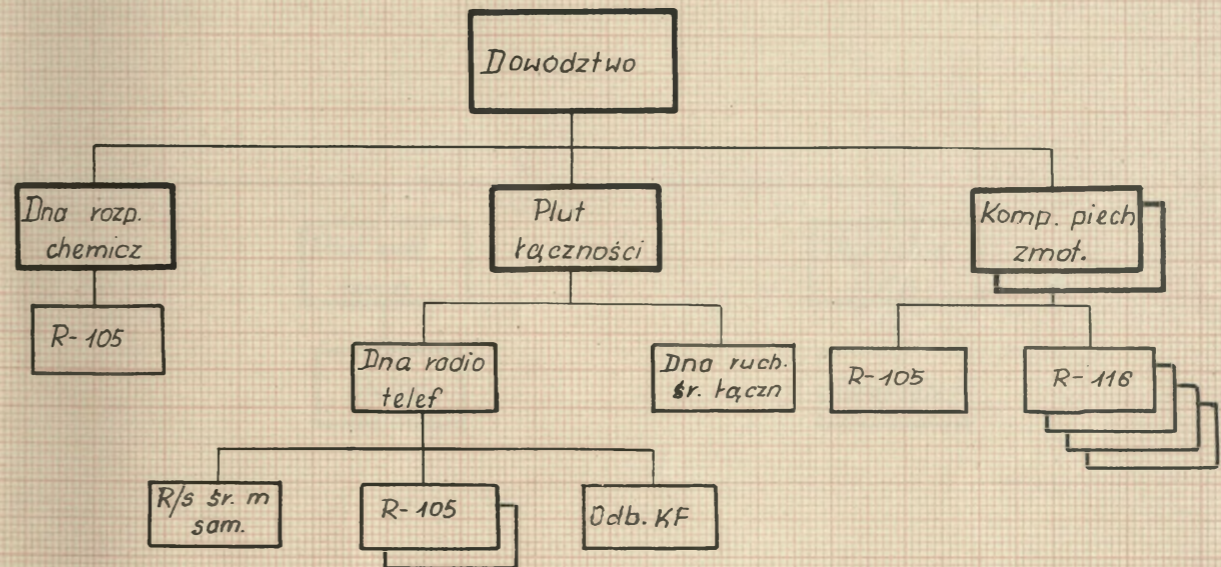 Dowództwo
Dna rozp.
chemicz
Plut
łączności
Komp. piech
zmot.
R-105
Dna radio
telef
Dna ruch.
śr. łączn
R-105
R-116
R/s śr. m
sam.
R-105
Odb. KF